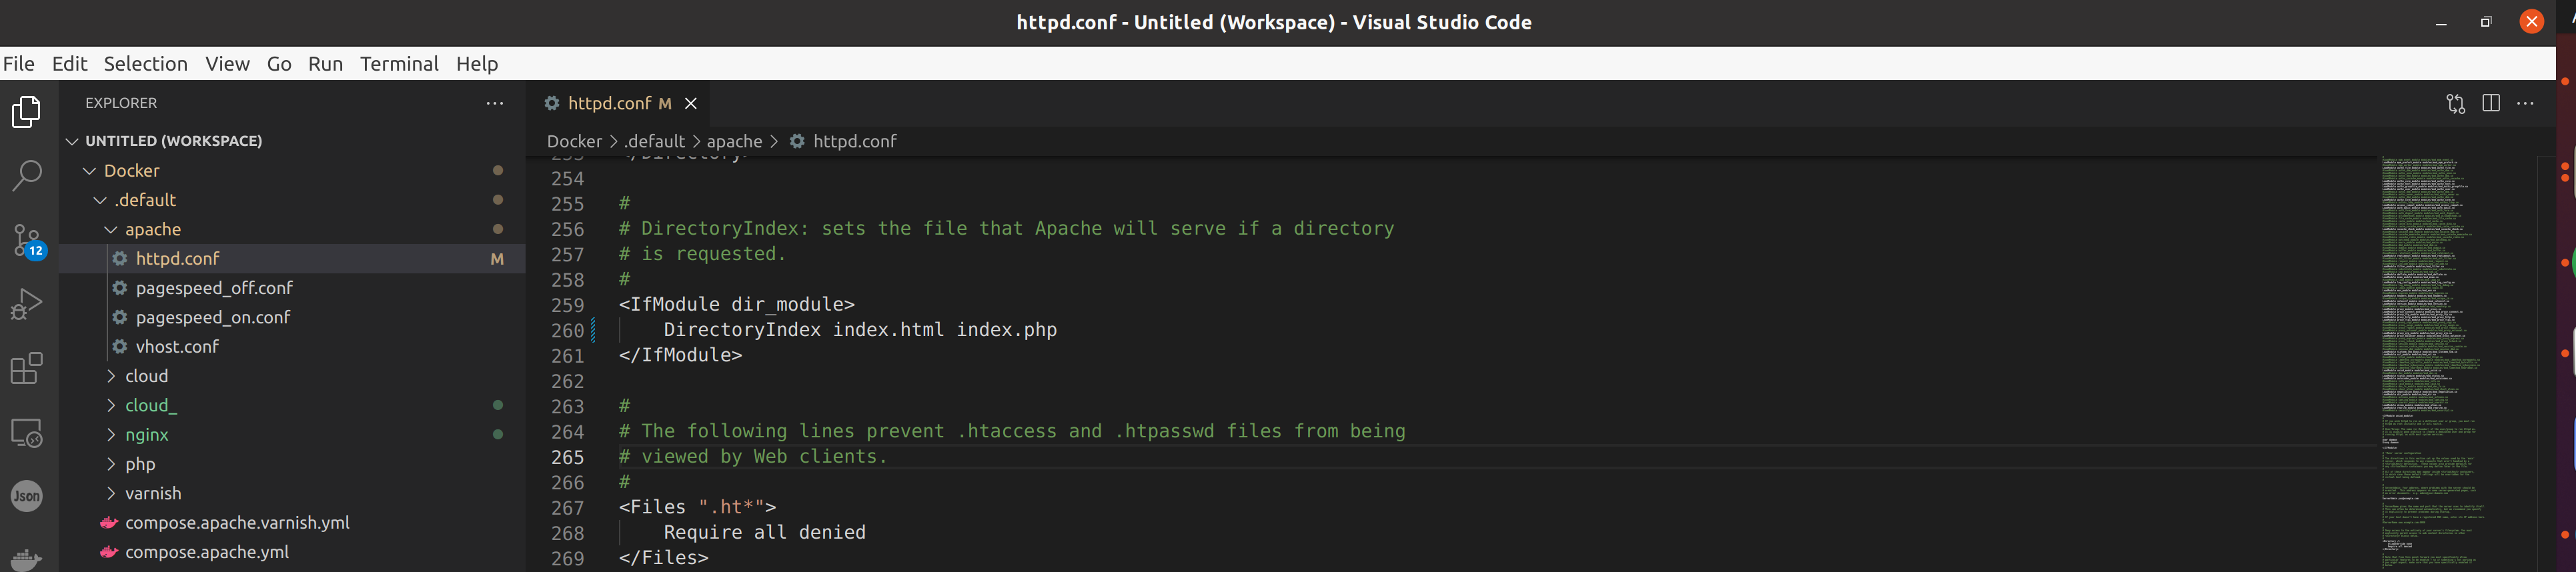 httpd.conf - Untitled (Workspace) - Visual Studio Code
File Edit Selection View Go Run Terminal Help
EXPLORER
UNTITLED (WORKSPACE)
Docker
.default
apache
httpd.conf M
pagespeed_off.conf
pagespeed_on.conf
vhost.conf
cloud
cloud_
nginx
php
varnish
compose.apache.varnish.yml
compose.apache.yml
12
Json
httpd.conf M
Docker > .default > apache > httpd.conf
253 </Directory>
254
255 #
256 # DirectoryIndex: sets the file that Apache will serve if a directory
257 # is requested.
258 #
259 <IfModule dir_module>
260 DirectoryIndex index.html index.php
261 </IfModule>
262
263 #
264 # The following lines prevent .htaccess and .htpasswd files from being
265 # viewed by Web clients.
266 #
267 <Files ".ht*">
268 Require all denied
269 </Files>